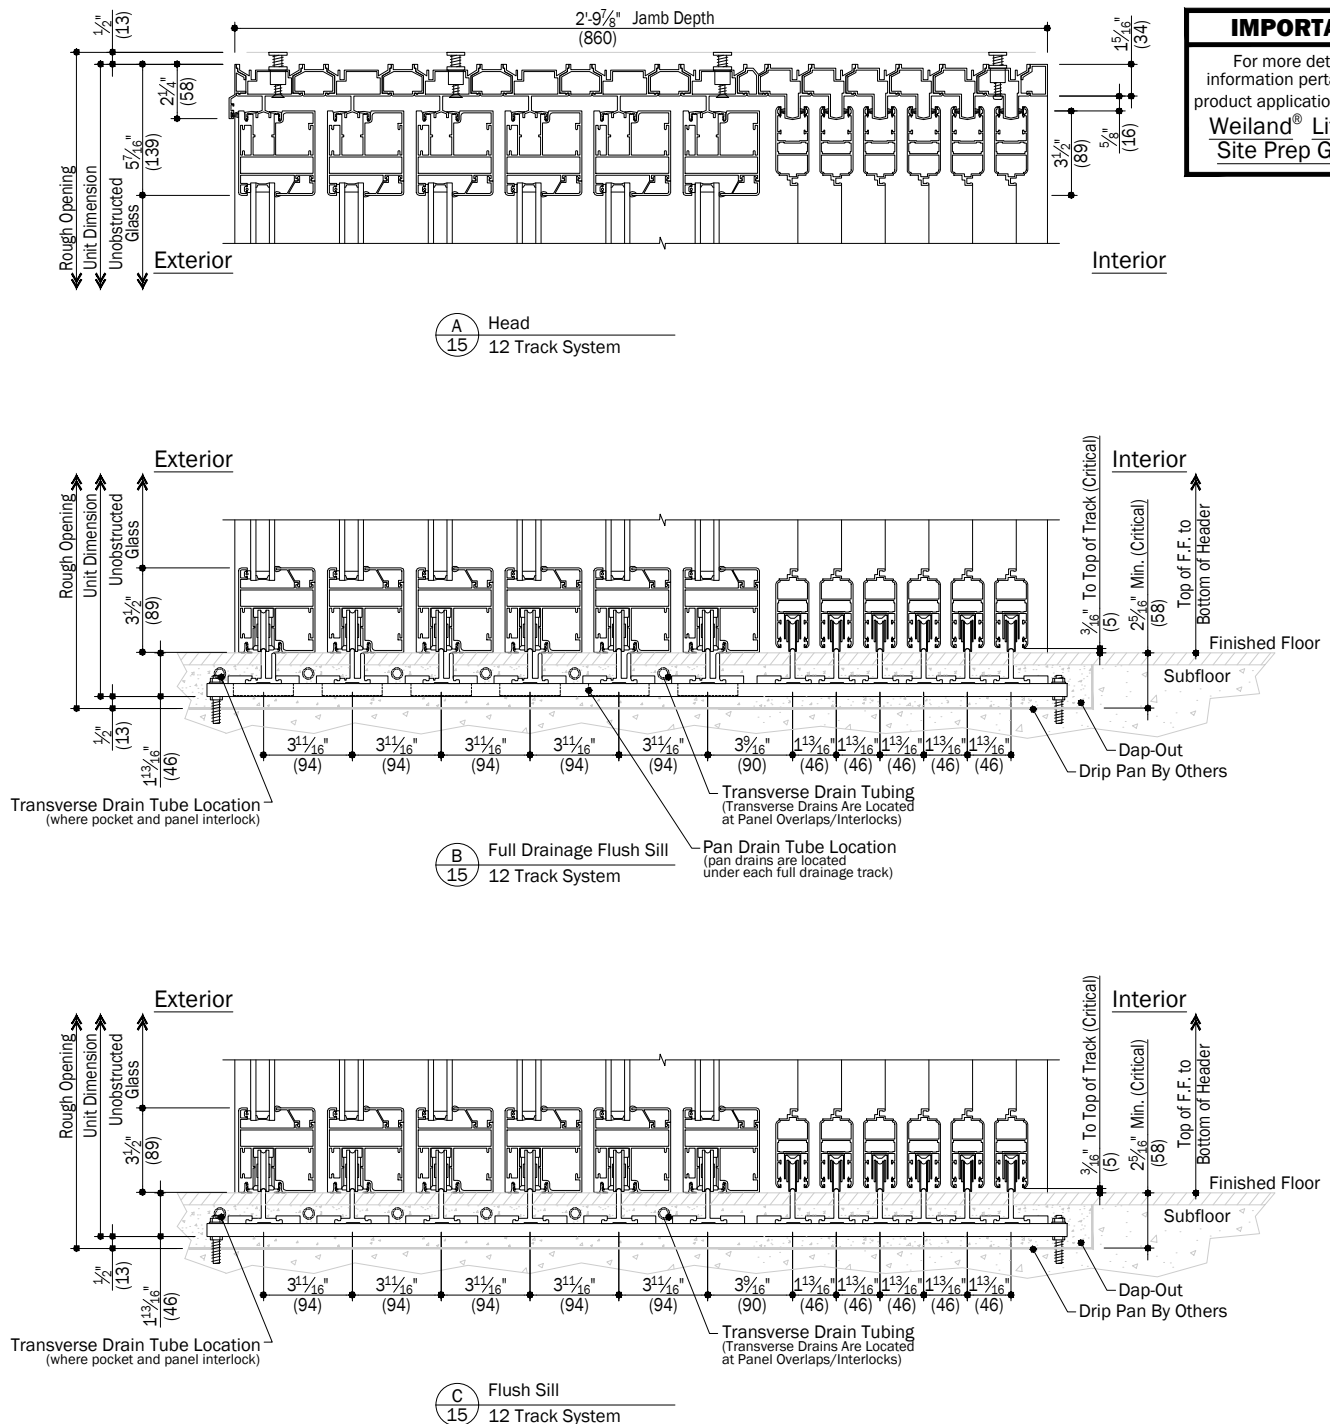 1/2"
(13)
2'-9 7/8" Jamb Depth
(860)
1 5/16"
(34)
IMPORTA
For more det
information perta
product application
Weiland® Li
Site Prep G
2 1/4"
(58)
5 7/16"
(139)
3 1/2"
(89)
5/8"
(16)
Rough Opening
Unit Dimension
Unobstructed
Glass
Exterior
Interior
A
15
Head
12 Track System
Exterior
Interior
Rough Opening
Unit Dimension
Unobstructed
Glass
3 1/2"
(89)
3/16" To Top of Track (Critical)
(5)
2 5/16" Min. (Critical)
(58)
Top of F.F. to
Bottom of Header
Finished Floor
Subfloor
1/2"
(13)
1 13/16"
(46)
3 11/16"
(94)
3 11/16"
(94)
3 11/16"
(94)
3 11/16"
(94)
3 11/16"
(94)
3 9/16"
(90)
1 13/16"
(46)
1 13/16"
(46)
1 13/16"
(46)
1 13/16"
(46)
1 13/16"
(46)
Dap-Out
Drip Pan By Others
Transverse Drain Tube Location
(where pocket and panel interlock)
Transverse Drain Tubing
(Transverse Drains Are Located
at Panel Overlaps/Interlocks)
Pan Drain Tube Location
(pan drains are located
under each full drainage track)
B
15
Full Drainage Flush Sill
12 Track System
Exterior
Interior
Rough Opening
Unit Dimension
Unobstructed
Glass
3 1/2"
(89)
3/16" To Top of Track (Critical)
(5)
2 5/16" Min. (Critical)
(58)
Top of F.F. to
Bottom of Header
Finished Floor
Subfloor
1/2"
(13)
1 13/16"
(46)
3 11/16"
(94)
3 11/16"
(94)
3 11/16"
(94)
3 11/16"
(94)
3 11/16"
(94)
3 9/16"
(90)
1 13/16"
(46)
1 13/16"
(46)
1 13/16"
(46)
1 13/16"
(46)
1 13/16"
(46)
Dap-Out
Drip Pan By Others
Transverse Drain Tube Location
(where pocket and panel interlock)
Transverse Drain Tubing
(Transverse Drains Are Located
at Panel Overlaps/Interlocks)
C
15
Flush Sill
12 Track System